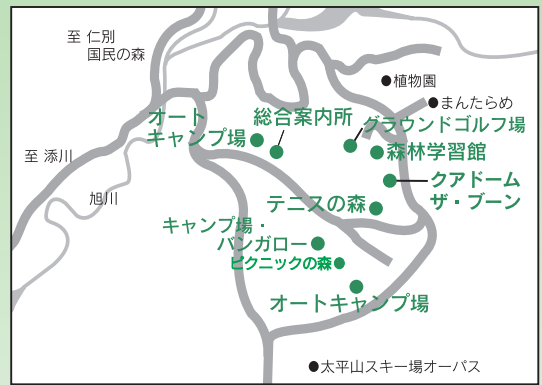 至 仁別
国民の森
植物園
まんたらめ
オート
キャンプ場
総合案内所
グラウンドゴルフ場
森林学習館
至 添川
クアドーム
ザ・ブーン
旭川
テニスの森
キャンプ場・
バンガロー
ピクニックの森
オートキャンプ場
太平山スキー場オーパス